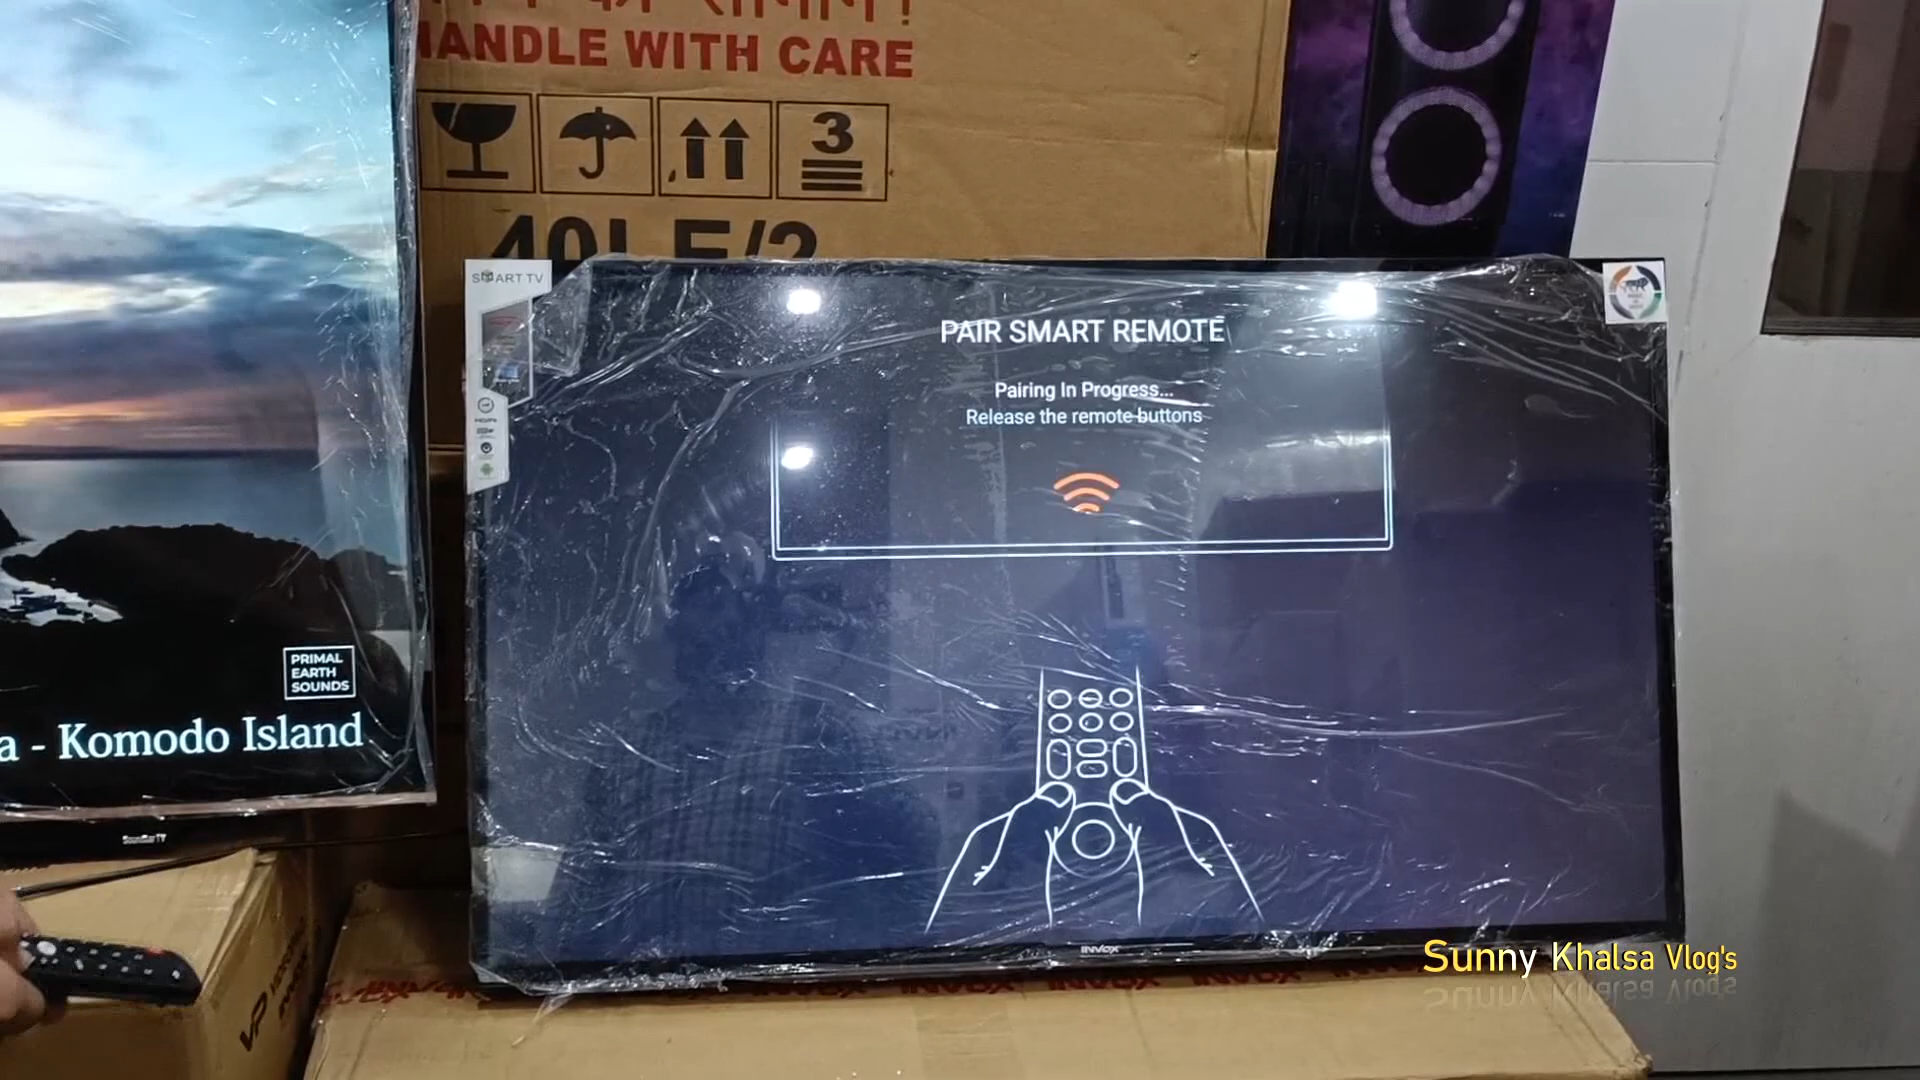 HANDLE WITH CARE
3
SMART TV
PAIR SMART REMOTE
Pairing In Progress...
Release the remote buttons
PRIMAL
EARTH
SOUNDS
a - Komodo Island
INVOX
Sunny Khalsa Vlog's